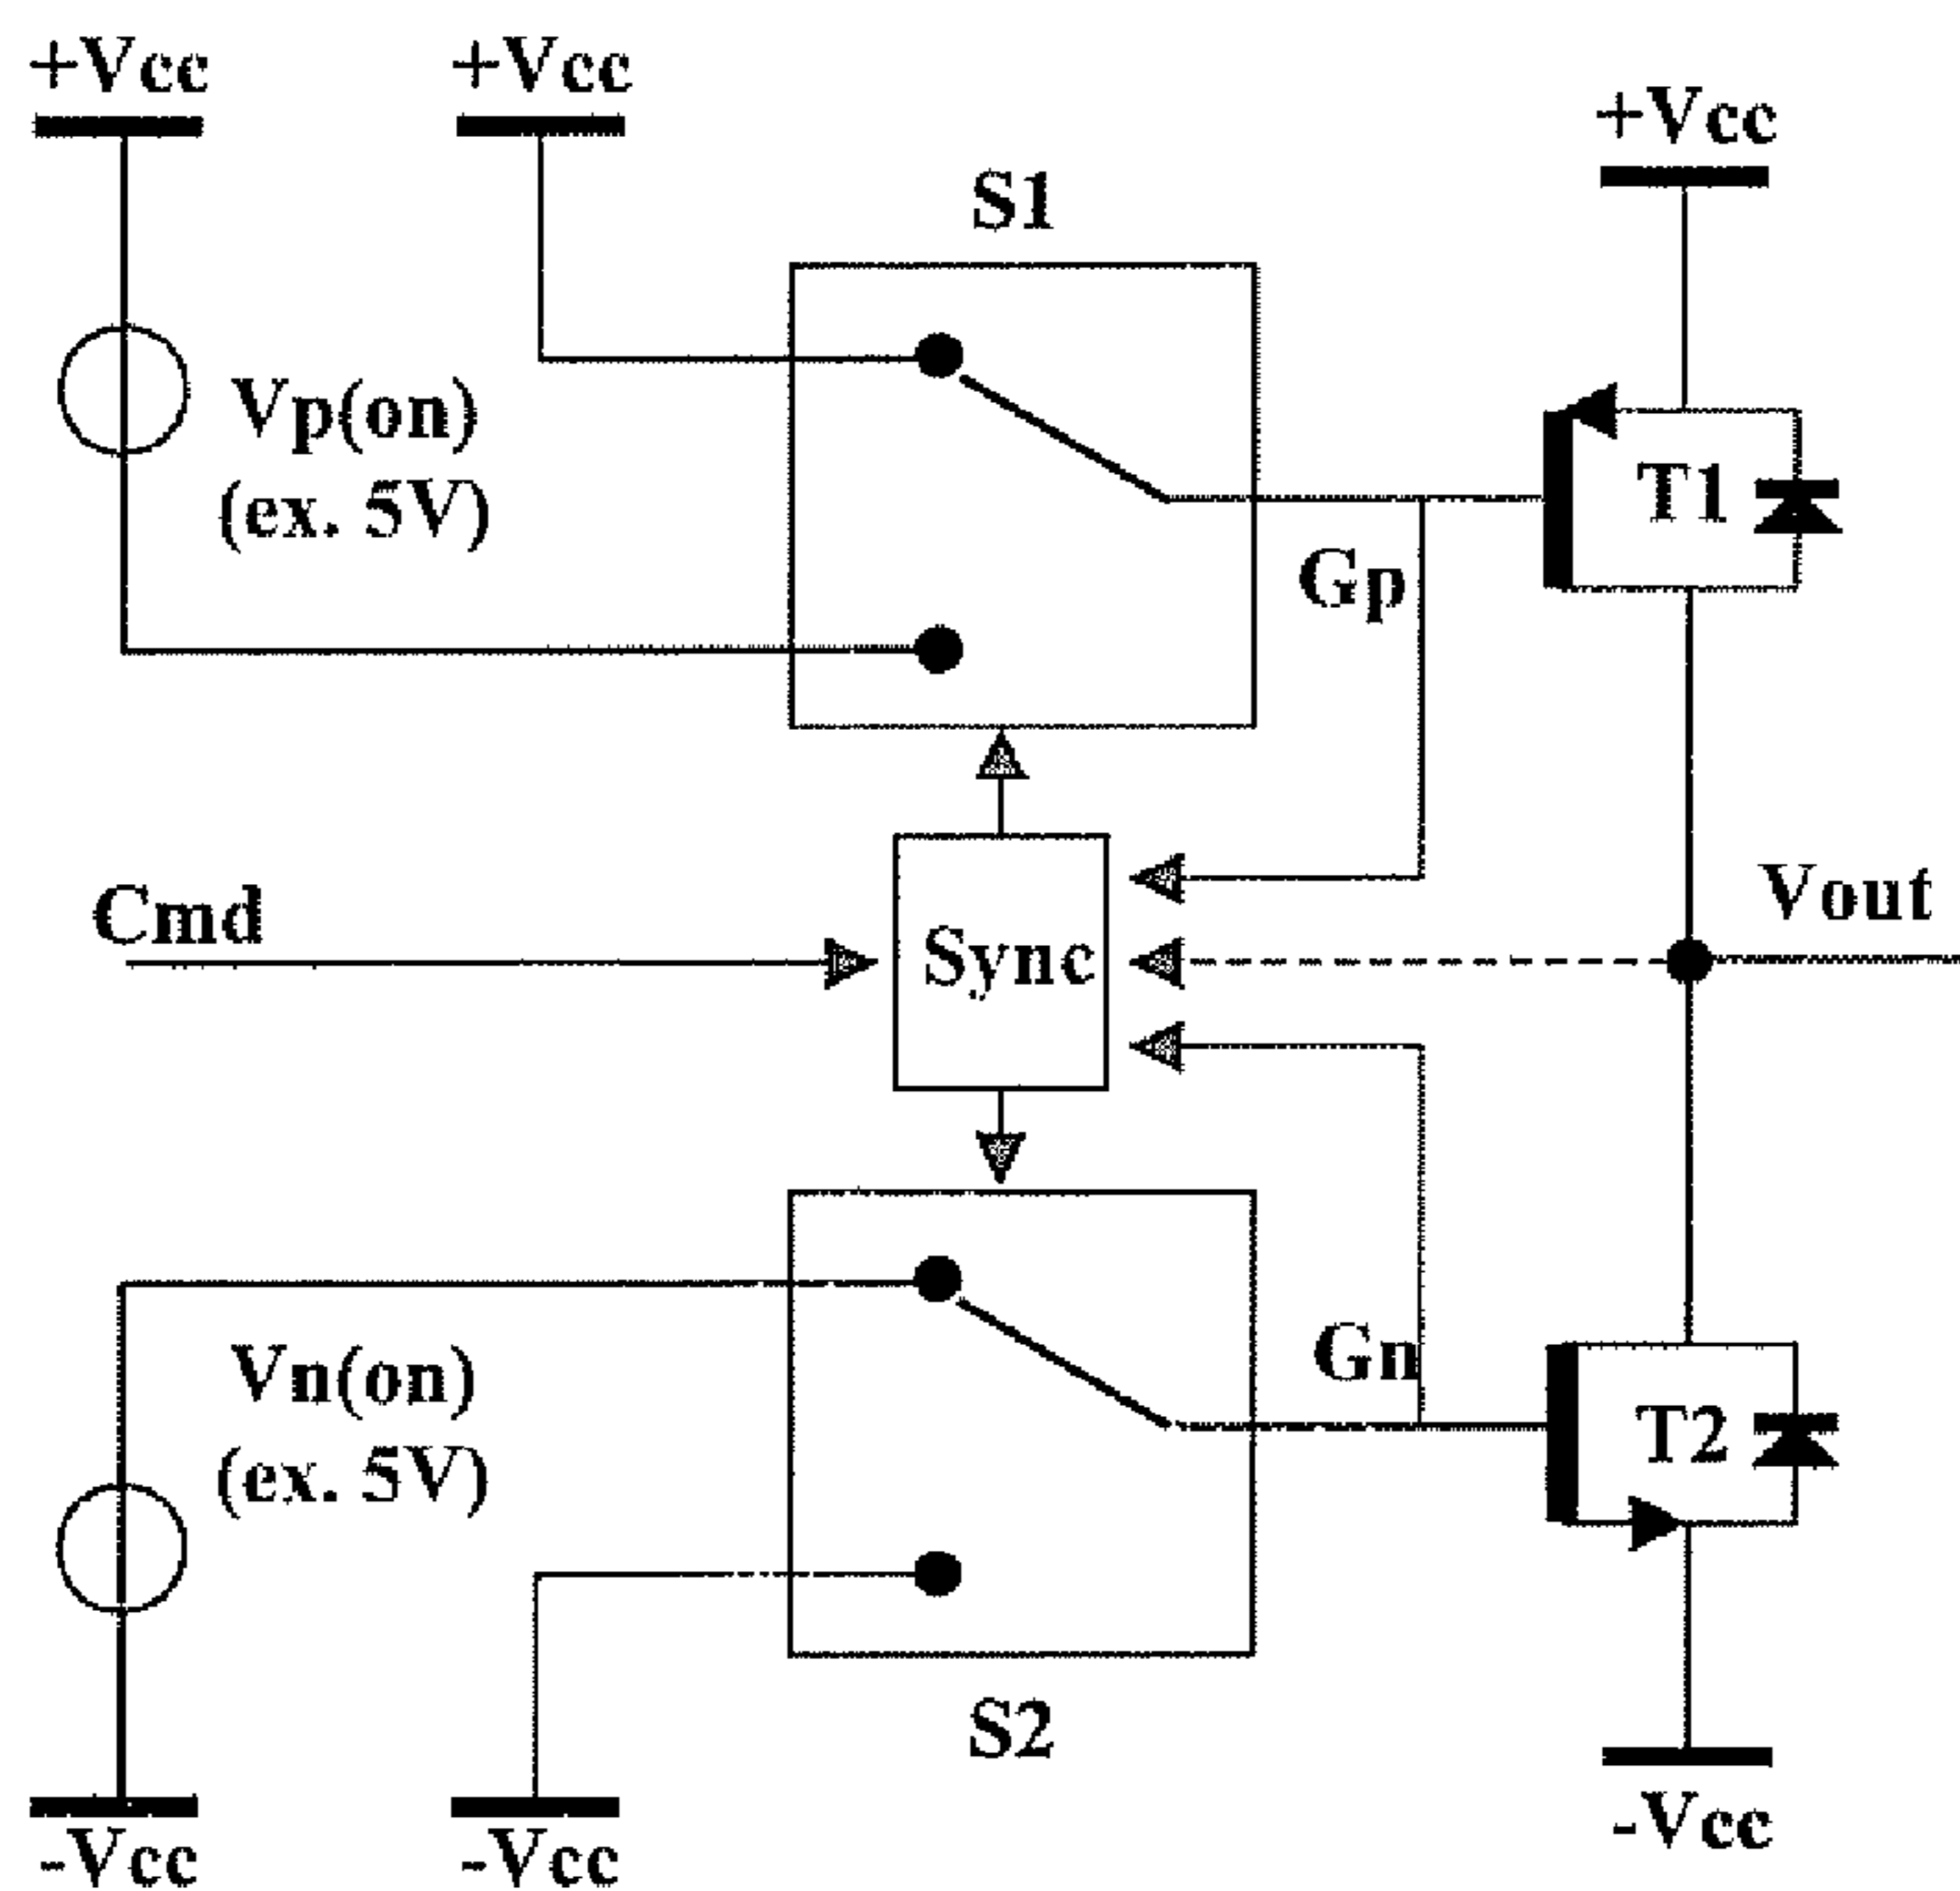 +Vcc
+Vcc
+Vcc
S1
Vp(on)
(ex. 5V)
T1
Gp
Cmd
Sync
Vout
Vn(on)
(ex. 5V)
Gn
T2
S2
-Vcc
-Vcc
-Vcc